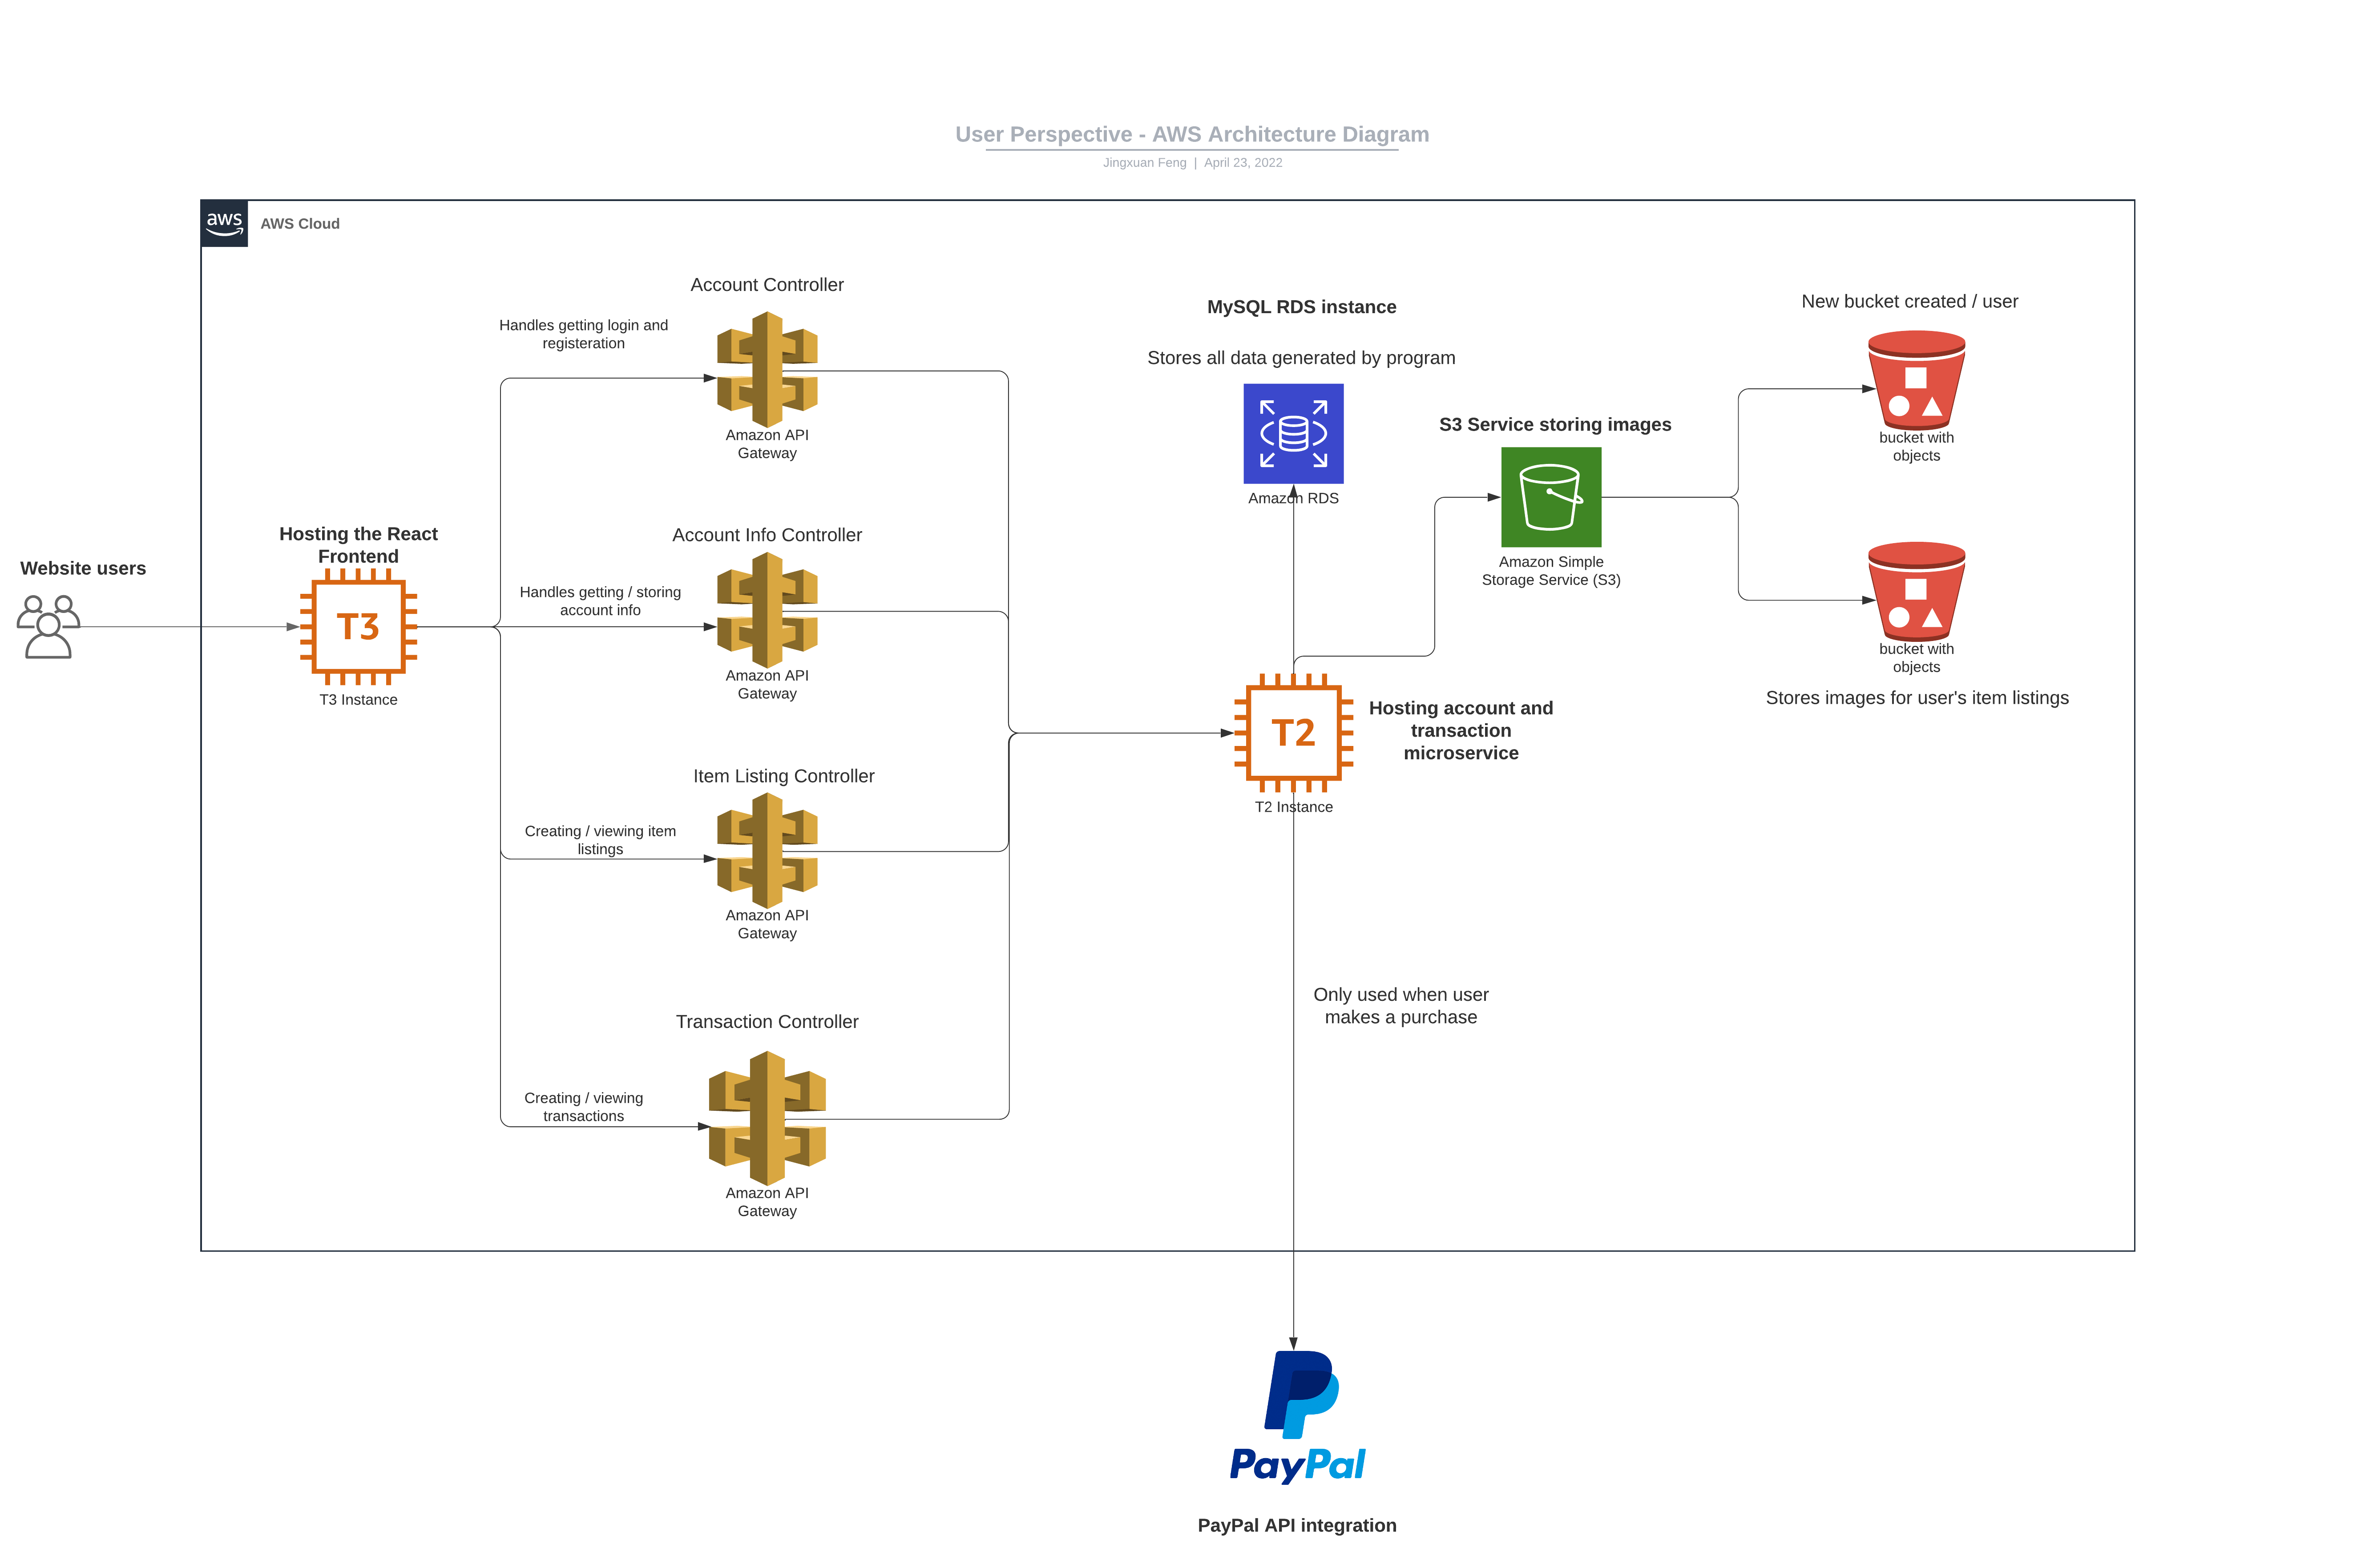 User Perspective - AWS Architecture Diagram
Jingxuan Feng | April 23, 2022
aws
AWS Cloud
Website users
Hosting the React
Frontend
T3
T3 Instance
Account Controller
Handles getting login and
registeration
Amazon API
Gateway
Account Info Controller
Handles getting / storing
account info
Amazon API
Gateway
Item Listing Controller
Creating / viewing item
listings
Amazon API
Gateway
Transaction Controller
Creating / viewing
transactions
Amazon API
Gateway
MySQL RDS instance
Stores all data generated by program
Amazon RDS
S3 Service storing images
Amazon Simple
Storage Service (S3)
New bucket created / user
bucket with
objects
bucket with
objects
Stores images for user's item listings
T2
T2 Instance
Hosting account and
transaction
microservice
Only used when user
makes a purchase
PayPal
PayPal API integration